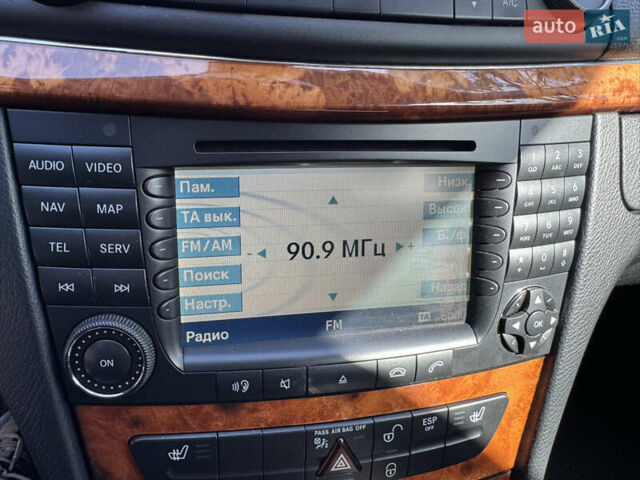 A/C
auto RIA .com
AUDIO VIDEO
NAV MAP
TEL SERV
ON
Пам.
TA вык.
FM/AM
Поиск
Настр.
Низк
Высок
Б./ф
Назад
- 90.9 МГц +
FM
Радио
1 2 ABC 3 DEF
4 GHI 5 JKL 6 MNO
7 PQRS 8 TUV 9 WXYZ
* 0 #
OK
PASS AIR BAG OFF
ESP
OFF